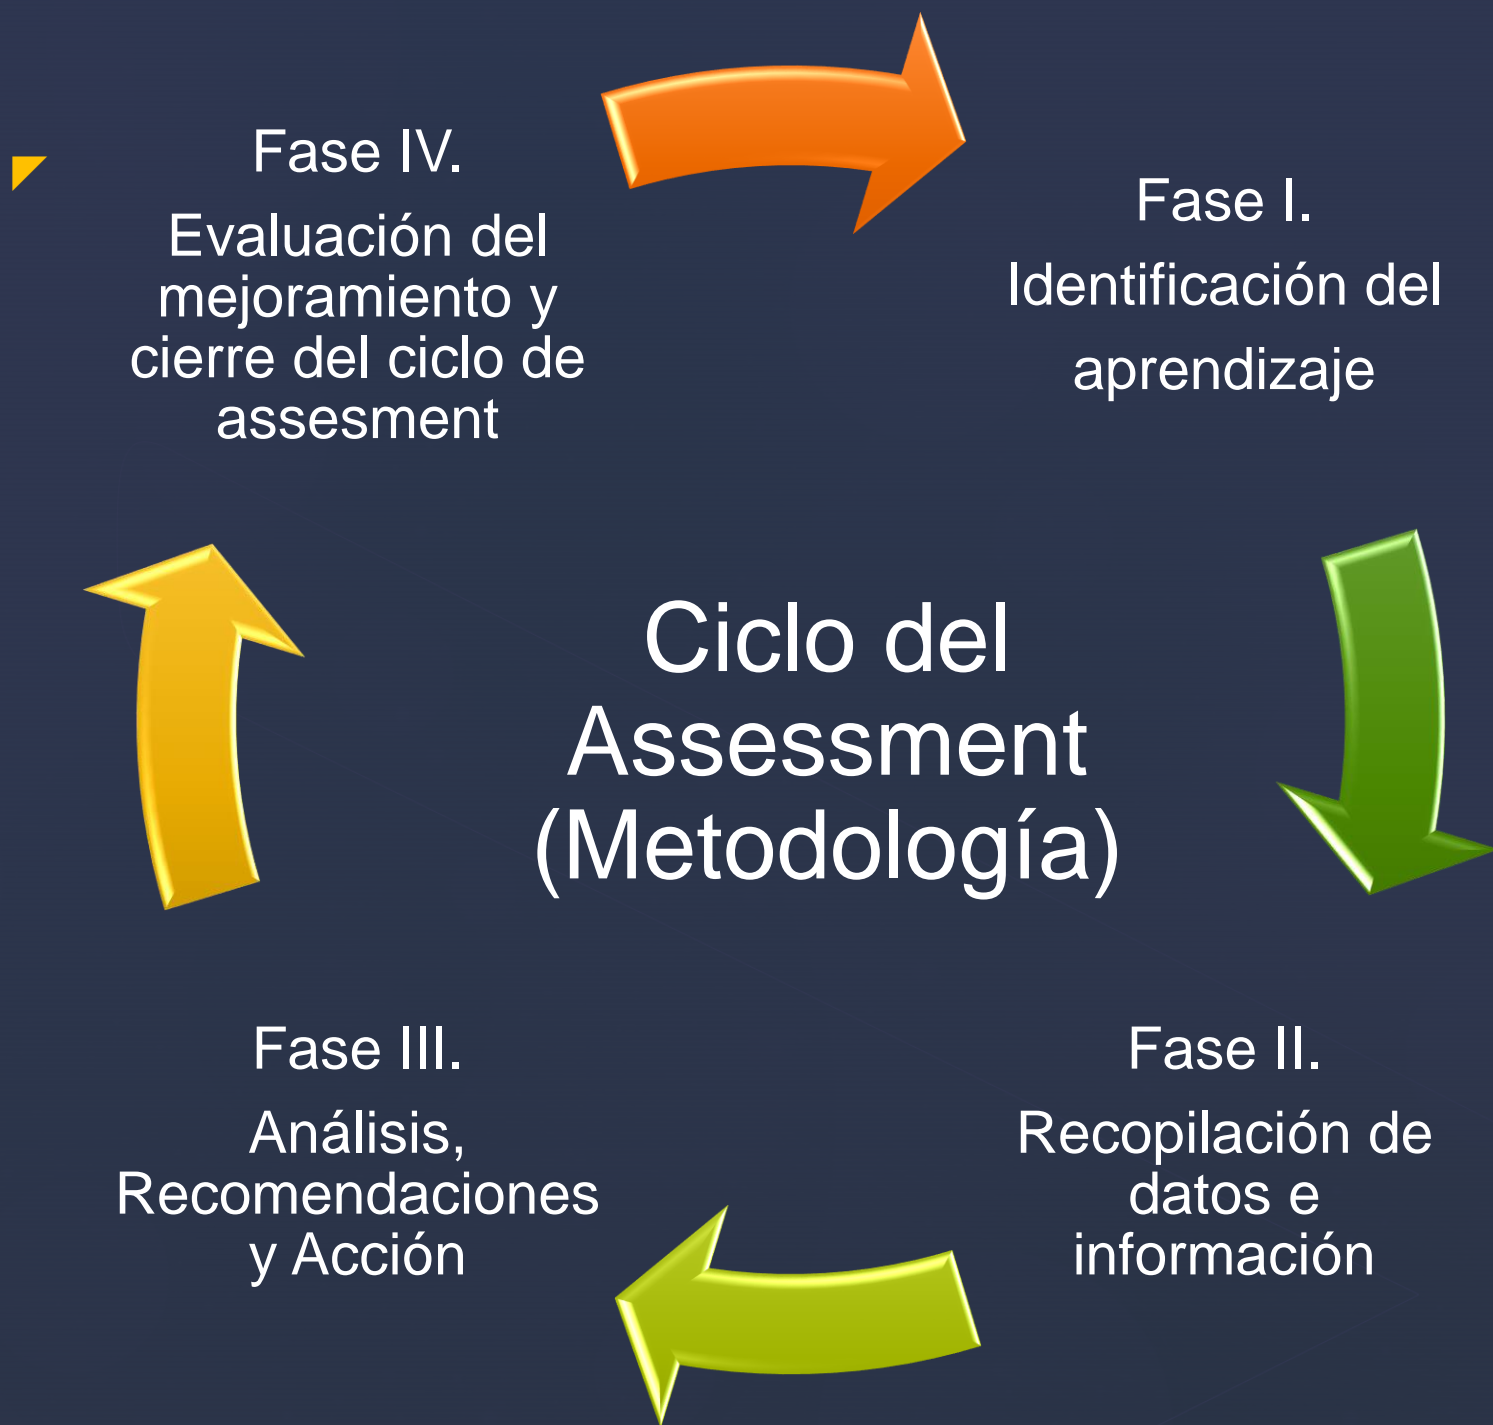 Fase IV.
Evaluación del
mejoramiento y
cierre del ciclo de
assesment
Fase I.
Identificación del
aprendizaje
Ciclo del
Assessment
(Metodología)
Fase III.
Análisis,
Recomendaciones
y Acción
Fase II.
Recopilación de
datos e
información